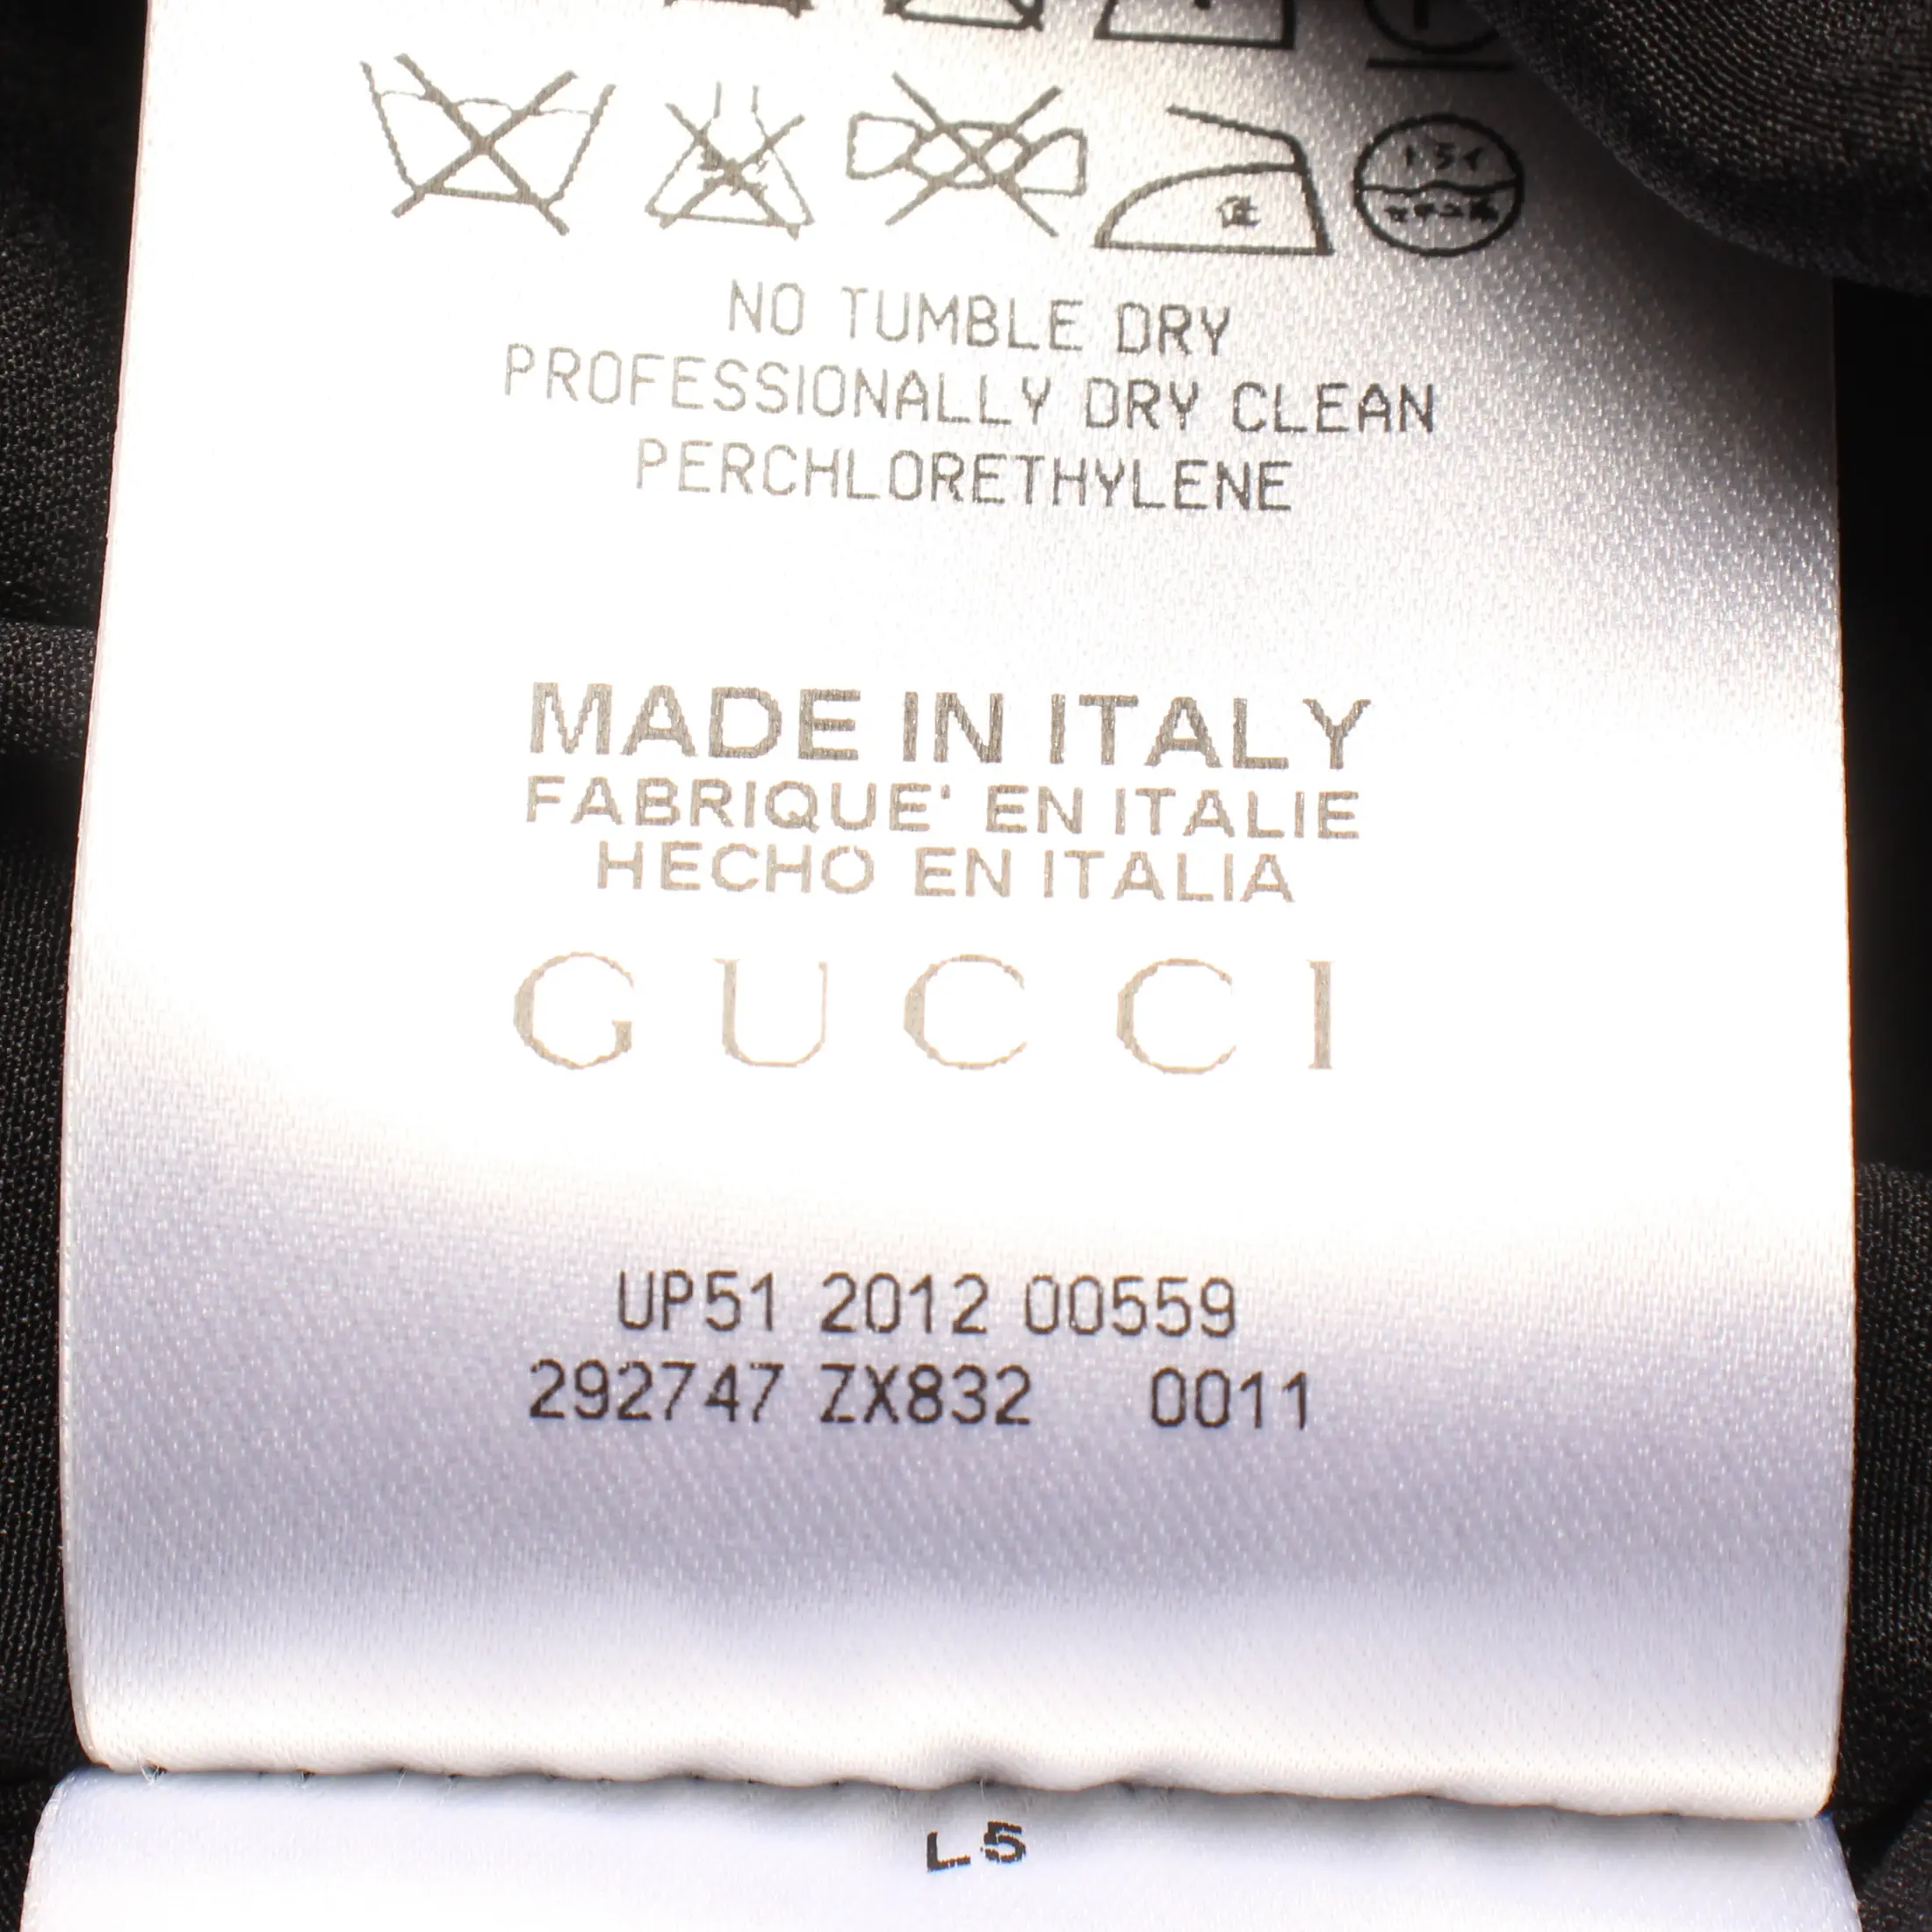 NO TUMBLE DRY
PROFESSIONALLY DRY CLEAN
PERCHLORETHYLENE
MADE IN ITALY
FABRIQUE' EN ITALIE
HECHO EN ITALIA
GUCCI
UP51 2012 00559
292747 ZX832 0011
L5